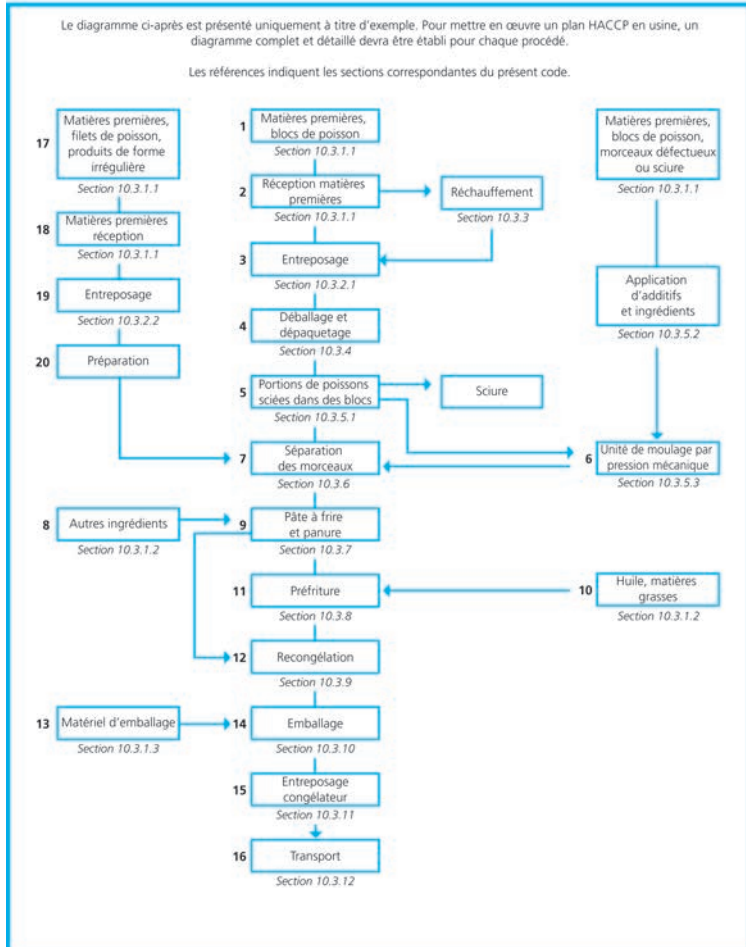 Le diagramme ci-après est présenté uniquement à titre d'exemple. Pour mettre en œuvre un plan HACCP en usine, un
diagramme complet et détaillé devra être établi pour chaque procédé.
Les références indiquent les sections correspondantes du présent code.
17
Matières premières,
filets de poisson,
produits de forme
irrégulière
Section 10.3.1.1
18
Matières premières
réception
Section 10.3.1.1
19
Entreposage
Section 10.3.2.2
20
Préparation
1
Matières premières,
blocs de poisson
Section 10.3.1.1
2
Réception matières
premières
Section 10.3.1.1
Réchauffement
Section 10.3.3
3
Entreposage
Section 10.3.2.1
4
Déballage et
dépaquetage
Section 10.3.4
5
Portions de poissons
sciées dans des blocs
Section 10.3.5.1
Sciure
Matières premières,
blocs de poisson,
morceaux défectueux
ou sciure
Section 10.3.1.1
Application
d'additifs
et ingrédients
Section 10.3.5.2
6
Unité de moulage par
pression mécanique
Section 10.3.5.3
7
Séparation
des morceaux
Section 10.3.6
8
Autres ingrédients
Section 10.3.1.2
9
Pâte à frire
et panure
Section 10.3.7
10
Huile, matières
grasses
Section 10.3.1.2
11
Préfriture
Section 10.3.8
12
Recongélation
Section 10.3.9
13
Matériel d'emballage
Section 10.3.1.3
14
Emballage
Section 10.3.10
15
Entreposage
congélateur
Section 10.3.11
16
Transport
Section 10.3.12